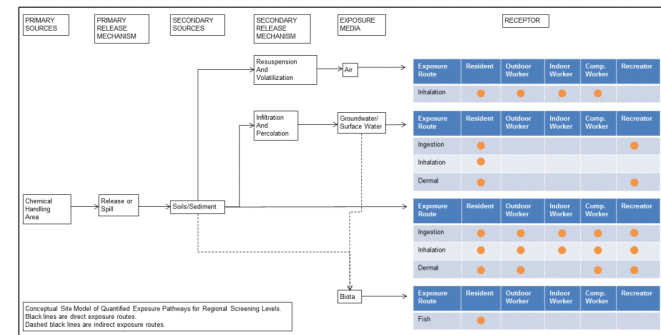 PRIMARY
SOURCES
PRIMARY
RELEASE
MECHANISM
SECONDARY
SOURCES
SECONDARY
RELEASE
MECHANISM
EXPOSURE
MEDIA
RECEPTOR
Resuspension
And
Volatilization
Air
Exposure
Route
Resident
Outdoor
Worker
Indoor
Worker
Comp.
Worker
Recreator
Inhalation
Infiltration
And
Percolation
Groundwater/
Surface Water
Exposure
Route
Resident
Outdoor
Worker
Indoor
Worker
Comp.
Worker
Recreator
Ingestion
Inhalation
Dermal
Chemical
Handling
Area
Release or
Spill
Soils/Sediment
Exposure
Route
Resident
Outdoor
Worker
Indoor
Worker
Comp.
Worker
Recreator
Ingestion
Inhalation
Dermal
Biota
Exposure
Route
Resident
Outdoor
Worker
Indoor
Worker
Comp.
Worker
Recreator
Fish
Conceptual Site Model of Quantified Exposure Pathways for Regional Screening Levels.
Black lines are direct exposure routes.
Dashed black lines are indirect exposure routes.